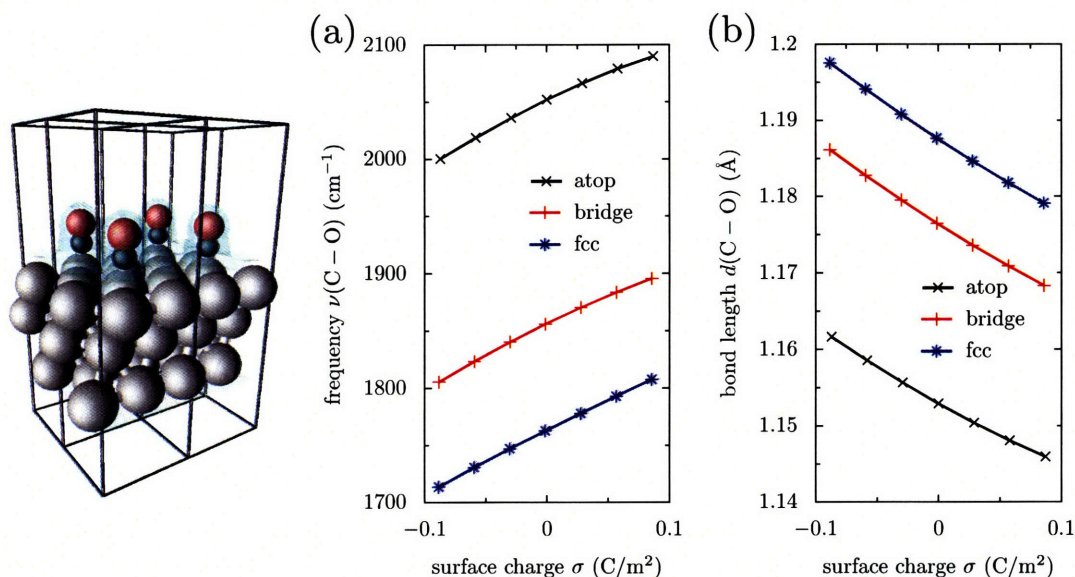 (a)
2100
2000
1900
1800
1700
frequency ν(C − O) (cm⁻¹)
atop
bridge
fcc
−0.1
0
0.1
surface charge σ (C/m²)
(b)
1.2
1.19
1.18
1.17
1.16
1.15
1.14
bond length d(C − O) (Å)
atop
bridge
fcc
−0.1
0
0.1
surface charge σ (C/m²)